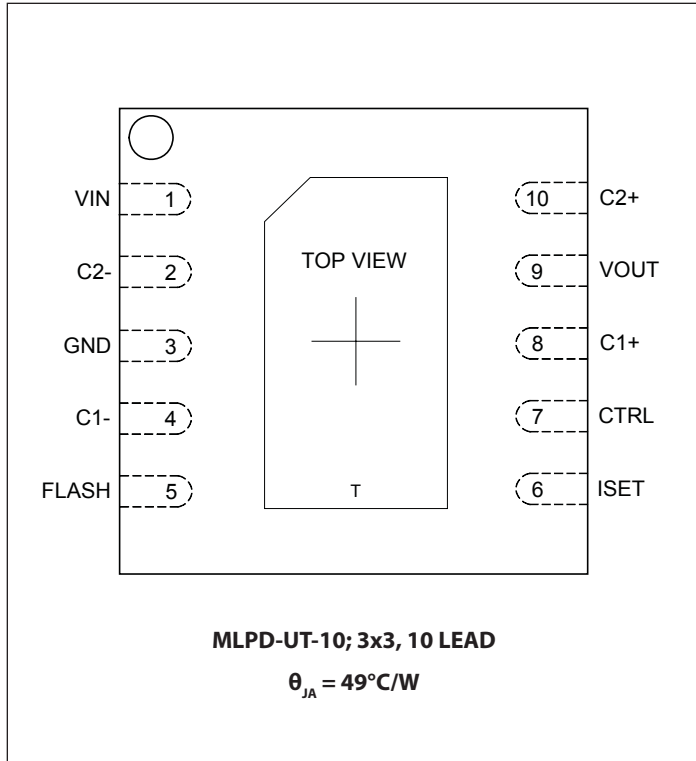 VIN 1
C2- 2
GND 3
C1- 4
FLASH 5
TOP VIEW
T
10 C2+
9 VOUT
8 C1+
7 CTRL
6 ISET
MLPD-UT-10; 3x3, 10 LEAD
θJA = 49°C/W